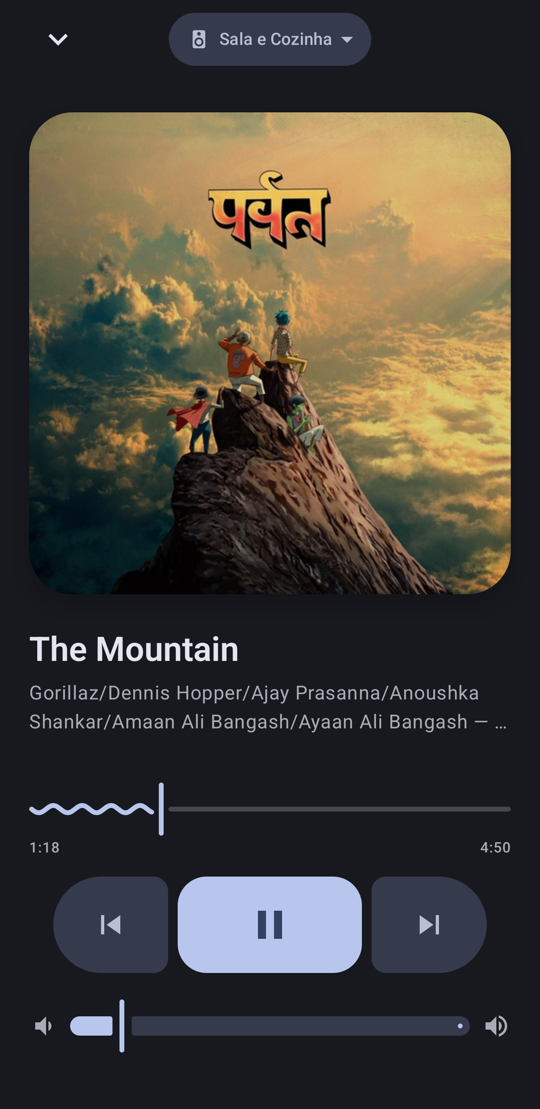 Sala e Cozinha
पर्वत
The Mountain
Gorillaz/Dennis Hopper/Ajay Prasanna/Anoushka
Shankar/Amaan Ali Bangash/Ayaan Ali Bangash — …
1:18
4:50